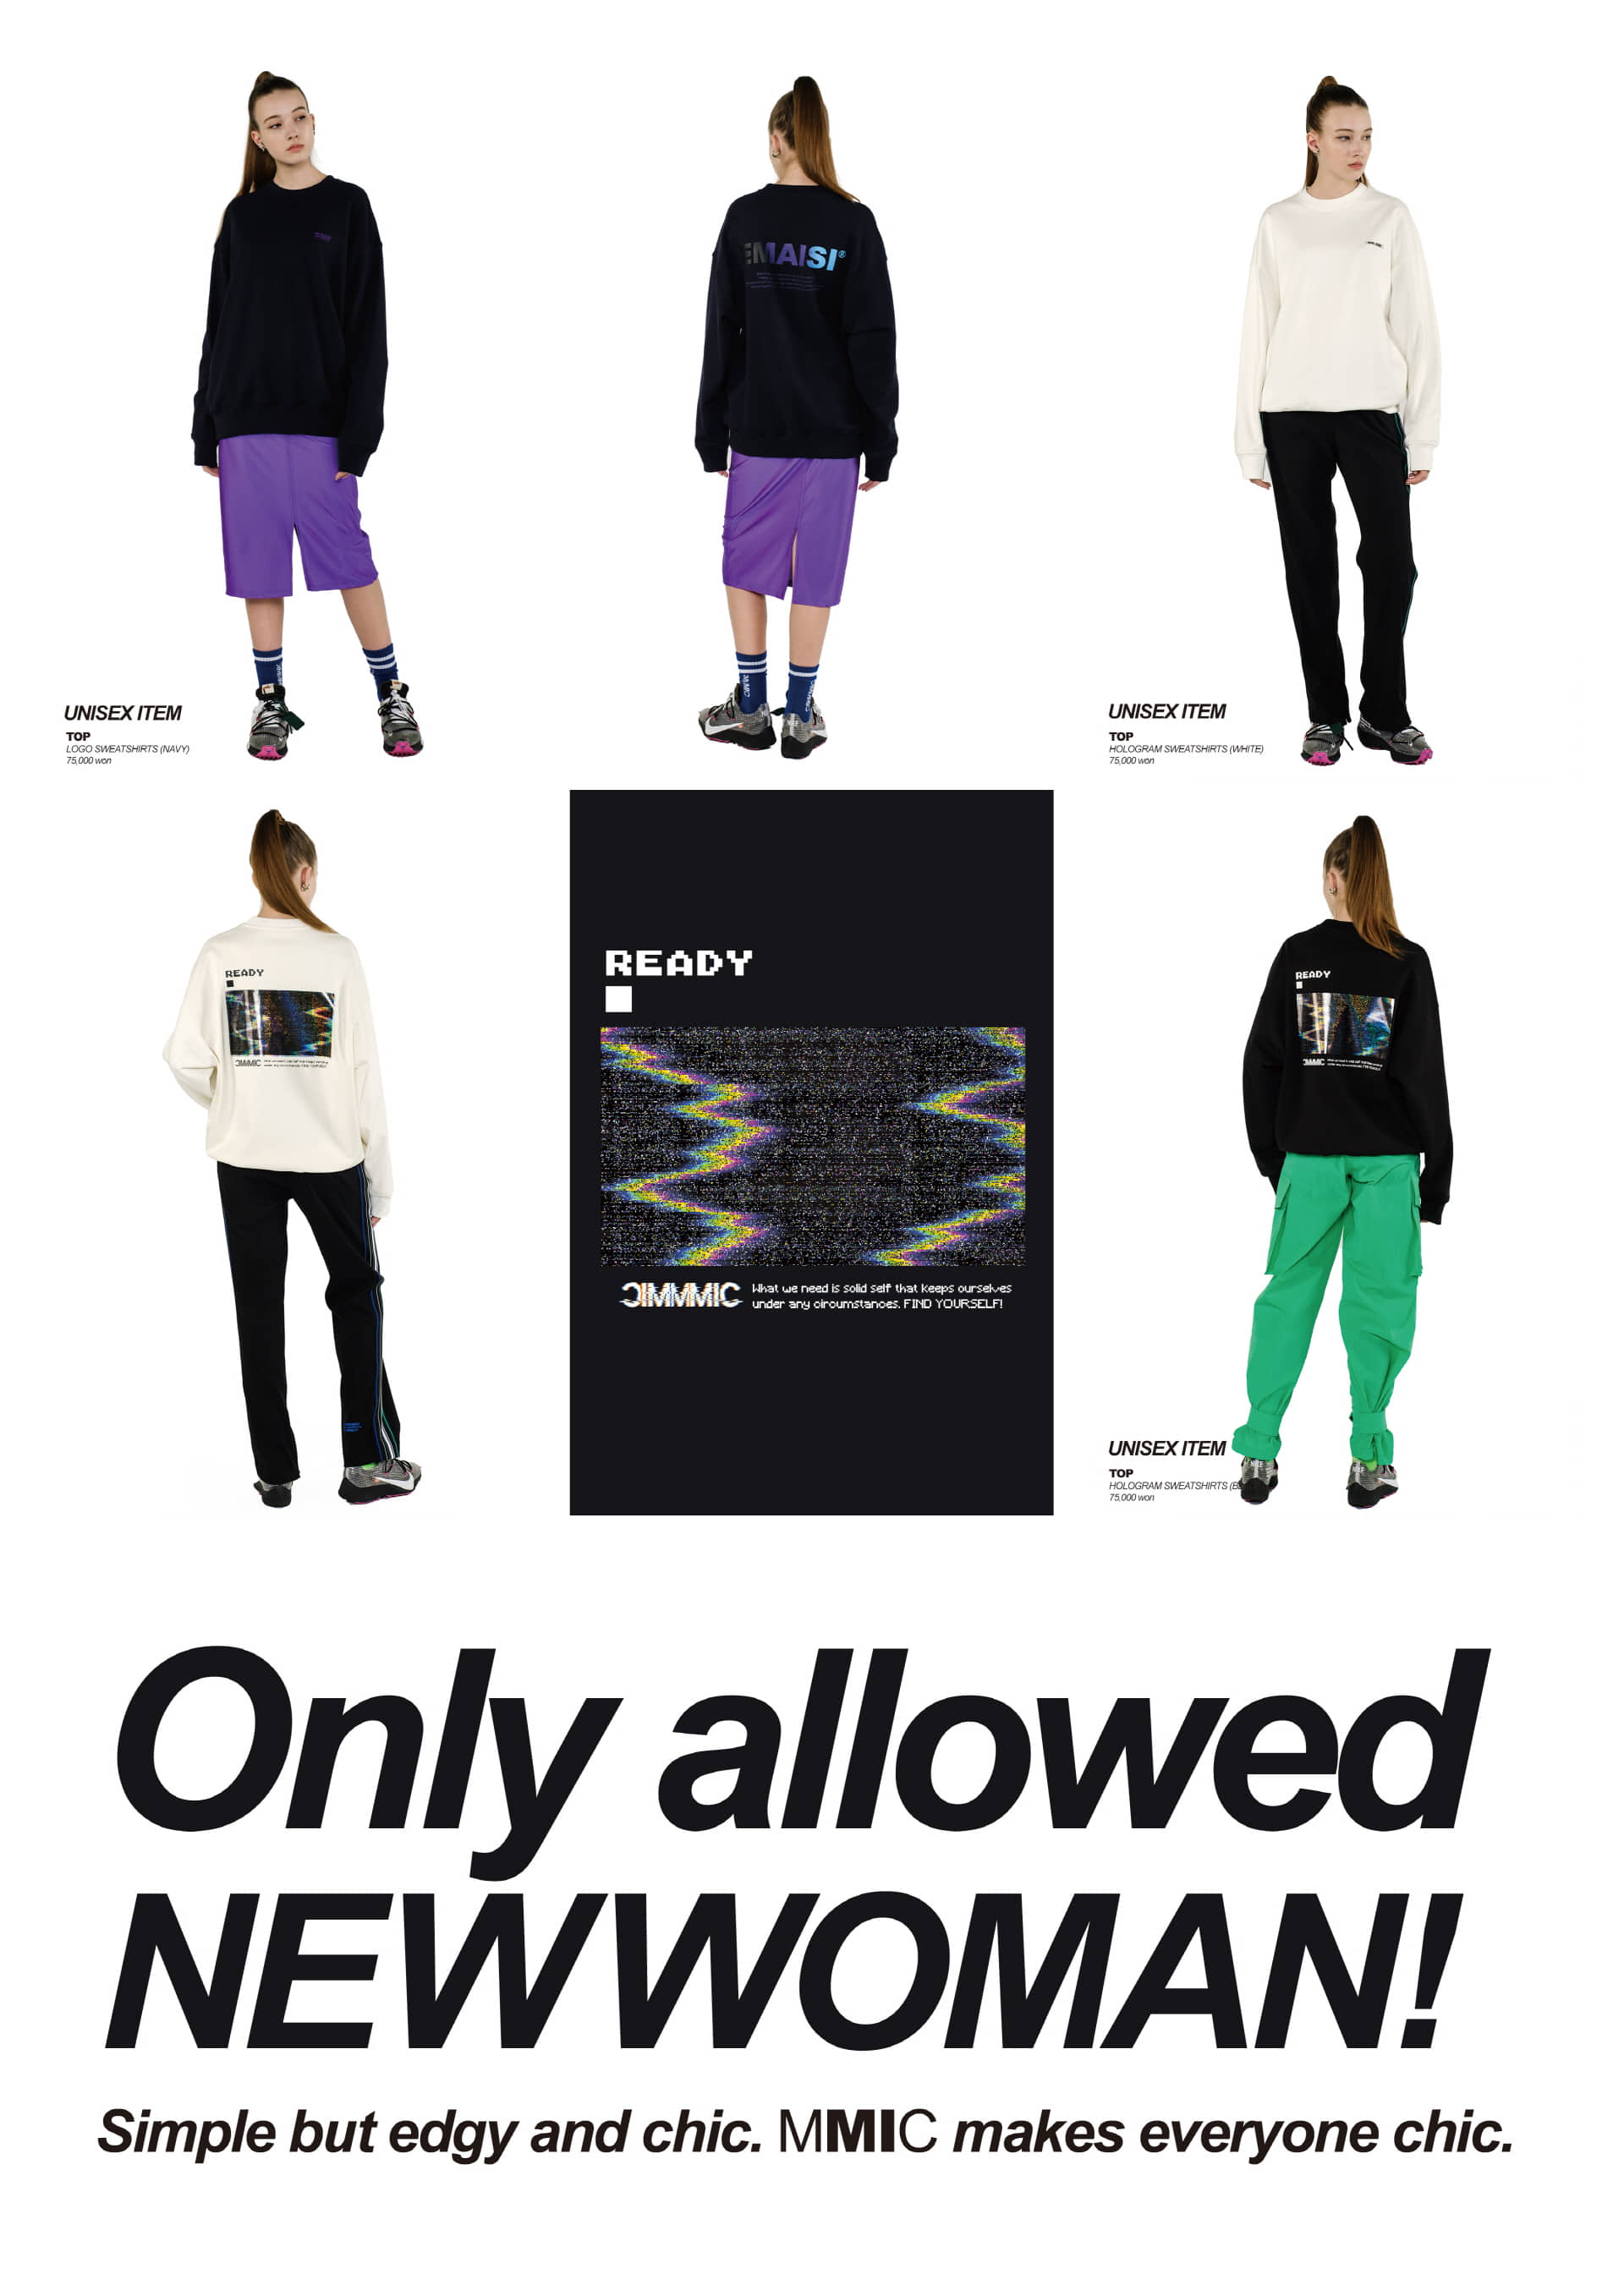 EMAISI®
UNISEX ITEM
TOP
LOGO SWEATSHIRTS (NAVY)
75,000 won
UNISEX ITEM
TOP
HOLOGRAM SWEATSHIRTS (WHITE)
75,000 won
READY
READY
What we need is solid self that keeps ourselves
under any circumstances. FIND YOURSELF!
READY
UNISEX ITEM
TOP
HOLOGRAM SWEATSHIRTS
75,000 won
Only allowed
NEWWOMAN!
Simple but edgy and chic. MMIC makes everyone chic.